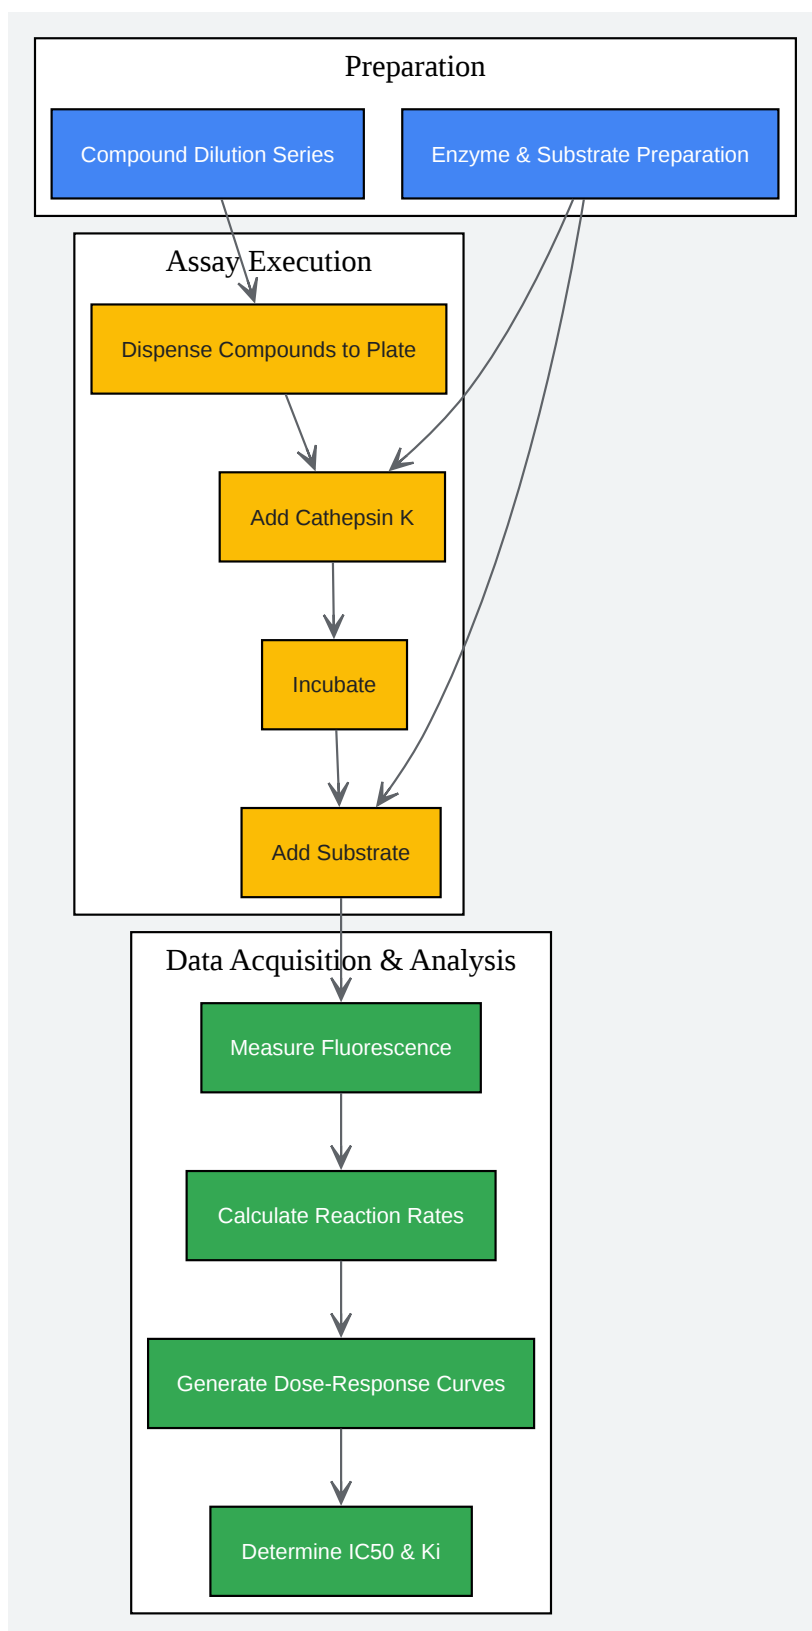 Preparation
Compound Dilution Series
Enzyme & Substrate Preparation
Assay Execution
Dispense Compounds to Plate
Add Cathepsin K
Incubate
Add Substrate
Data Acquisition & Analysis
Measure Fluorescence
Calculate Reaction Rates
Generate Dose-Response Curves
Determine IC50 & Ki